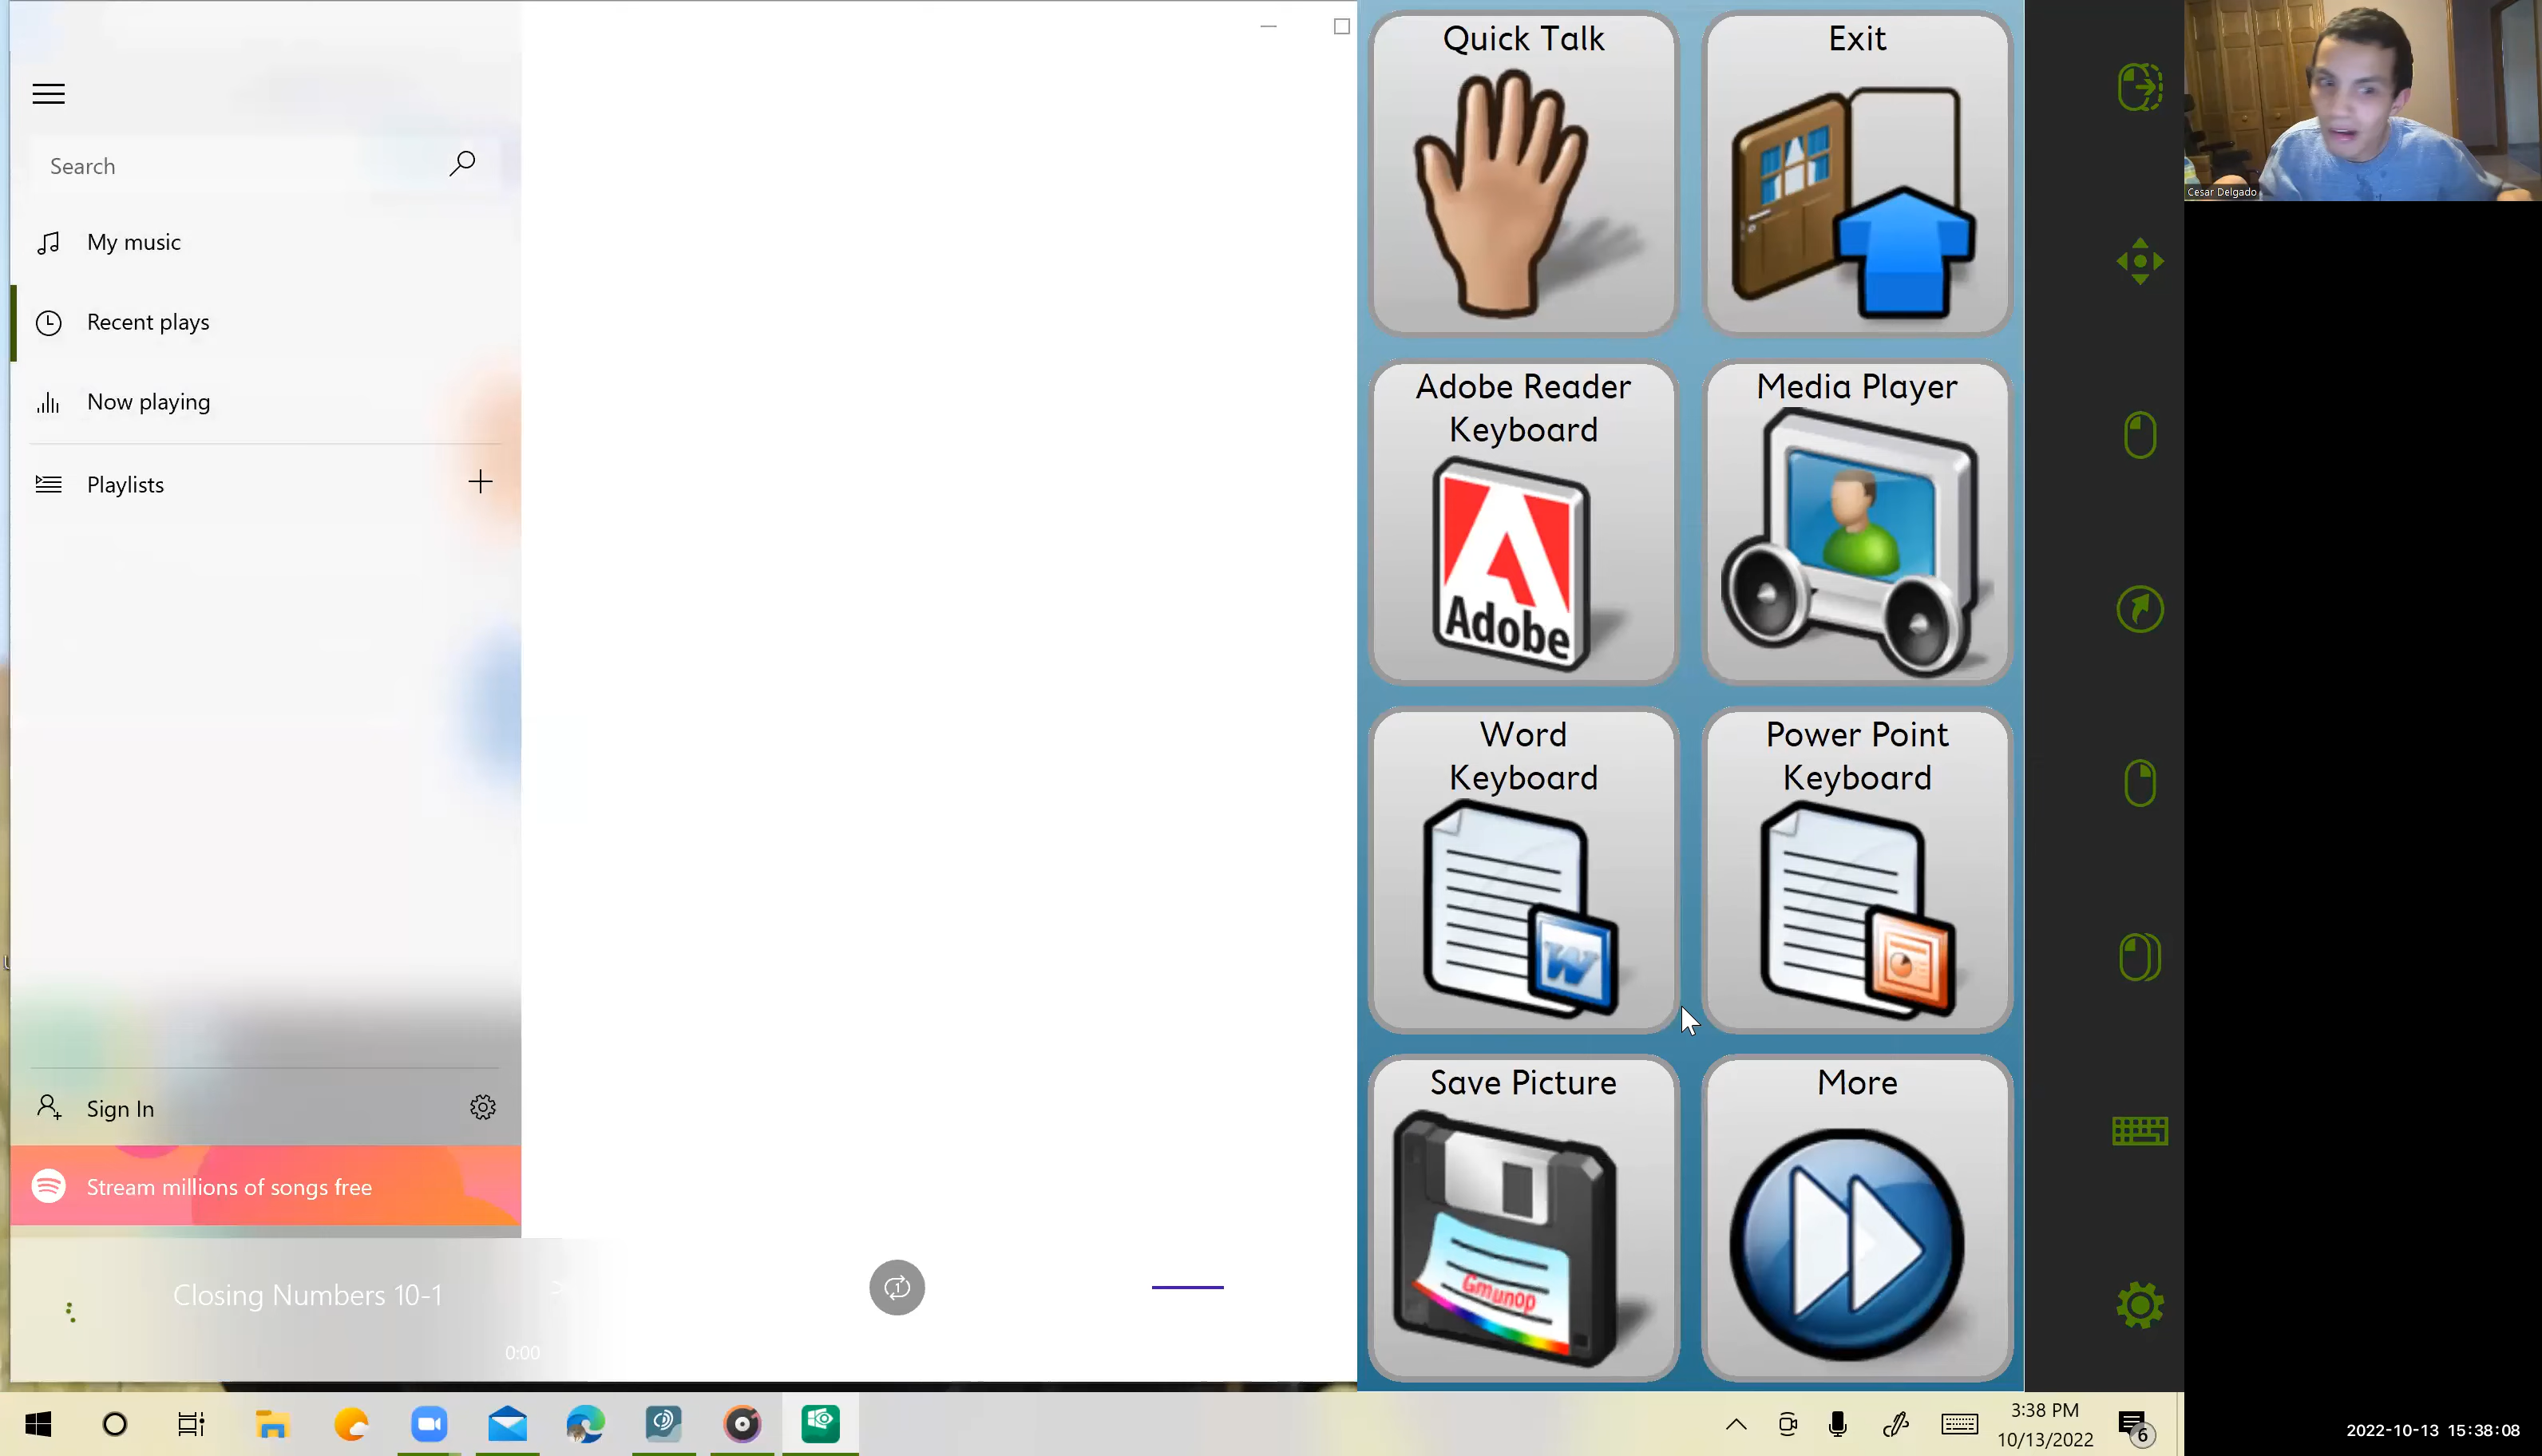 Search
My music
Recent plays
Now playing
Playlists
Sign In
Stream millions of songs free
Closing Numbers 10-1
0:00
Quick Talk
Exit
Adobe Reader
Keyboard
Adobe
Media Player
Word
Keyboard
W
Power Point
Keyboard
Save Picture
Gmunop
More
Cesar Delgado
3:38 PM
10/13/2022
6
2022-10-13 15:38:08